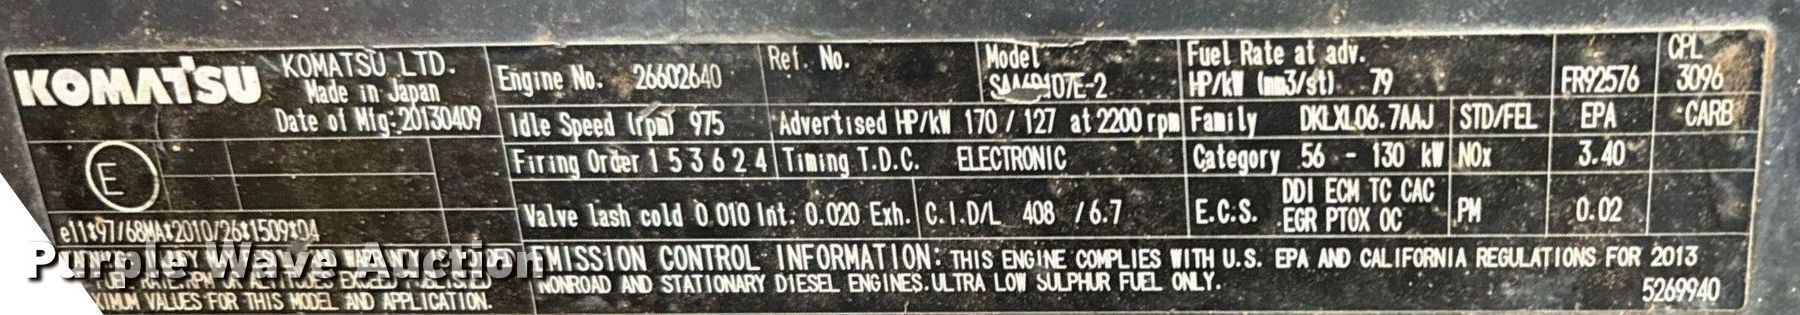 KOMATSU
KOMATSU LTD.
Made in Japan
Date of Mfg: 20130409
Engine No. 26602640
Ref. No.
Model
SAA6D107E-2
Fuel Rate at adv.
HP/kW (mm3/st) 79
FR92576
CPL
3096
Idle Speed (rpm) 975
Advertised HP/kW 170 / 127 at 2200 rpm
Family DKLXL06.7AAJ
STD/FEL
EPA
CARB
Firing Order 1 5 3 6 2 4
Timing T.D.C. ELECTRONIC
Category 56 - 130 kW
NOx
3.40
E
Valve lash cold 0.010 Int. 0.020 Exh.
C.I.D/L 408 / 6.7
E.C.S.
DDI ECM TC CAC
EGR PTOX OC
PM
0.02
e11*97/68MA*2010/26*1509*04
EMISSION CONTROL INFORMATION: THIS ENGINE COMPLIES WITH U.S. EPA AND CALIFORNIA REGULATIONS FOR 2013
NONROAD AND STATIONARY DIESEL ENGINES. ULTRA LOW SULPHUR FUEL ONLY.
VALUES FOR THIS MODEL AND APPLICATION.
5269940
Purple Wave Auction